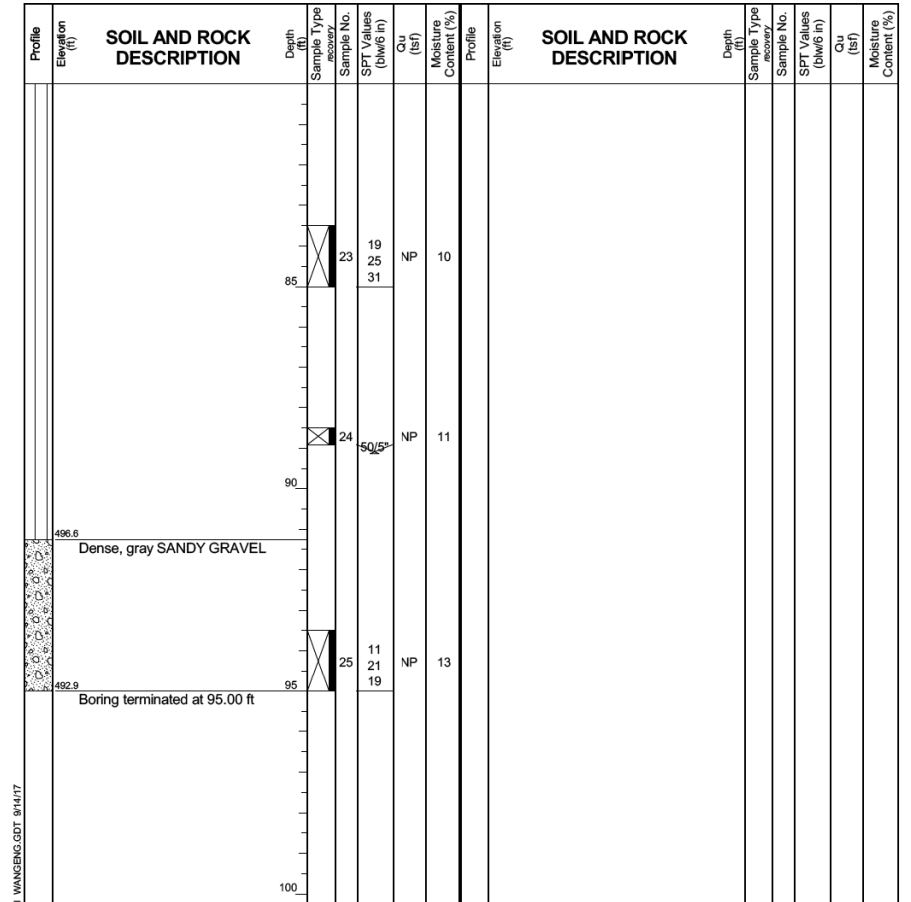 Profile
Elevation
(ft)
SOIL AND ROCK
DESCRIPTION
Depth
(ft)
Sample Type
recovery
Sample No.
SPT Values
(blw/6 in)
Qu
(tsf)
Moisture
Content (%)
Profile
Elevation
(ft)
SOIL AND ROCK
DESCRIPTION
Depth
(ft)
Sample Type
recovery
Sample No.
SPT Values
(blw/6 in)
Qu
(tsf)
Moisture
Content (%)
23
19
25
31
NP
10
85
24
50/5"
NP
11
90
496.6
Dense, gray SANDY GRAVEL
25
11
21
19
NP
13
492.9
95
Boring terminated at 95.00 ft
100
WANGENG.GDT 9/14/17